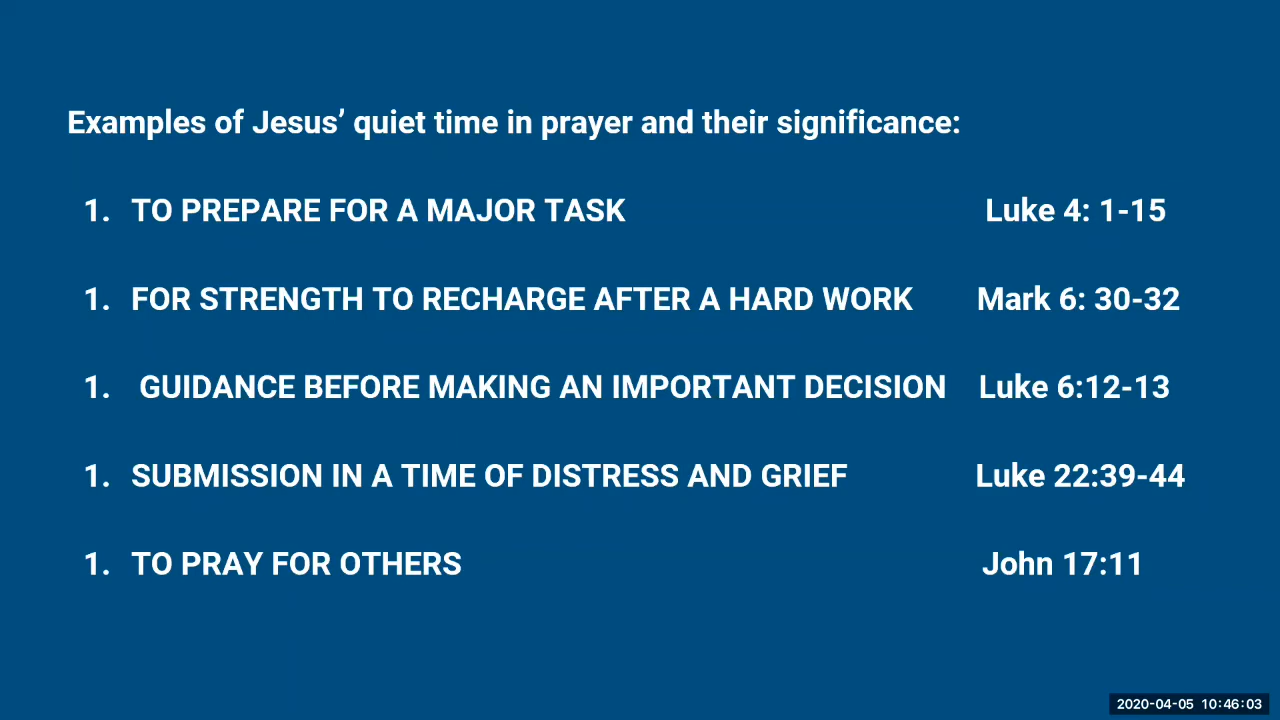 Examples of Jesus’ quiet time in prayer and their significance:
1. TO PREPARE FOR A MAJOR TASK Luke 4: 1-15
1. FOR STRENGTH TO RECHARGE AFTER A HARD WORK Mark 6: 30-32
1. GUIDANCE BEFORE MAKING AN IMPORTANT DECISION Luke 6:12-13
1. SUBMISSION IN A TIME OF DISTRESS AND GRIEF Luke 22:39-44
1. TO PRAY FOR OTHERS John 17:11
2020-04-05 10:46:03